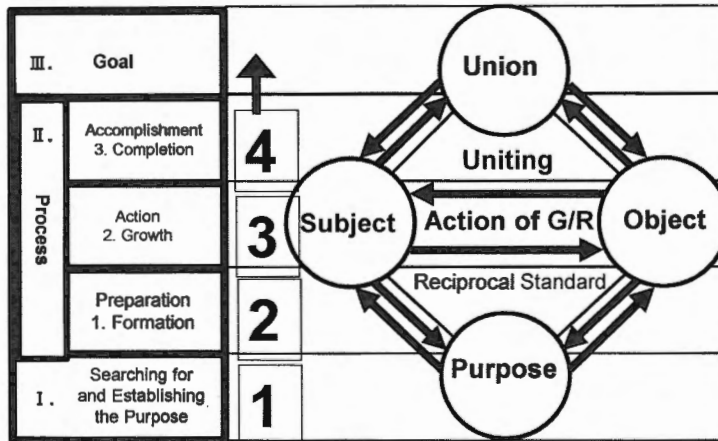 III. Goal
II.
Process
Accomplishment
3. Completion
Action
2. Growth
Preparation
1. Formation
I. Searching for
and Establishing
the Purpose
4
3
2
1
Union
Uniting
Subject
Action of G/R
Object
Reciprocal Standard
Purpose